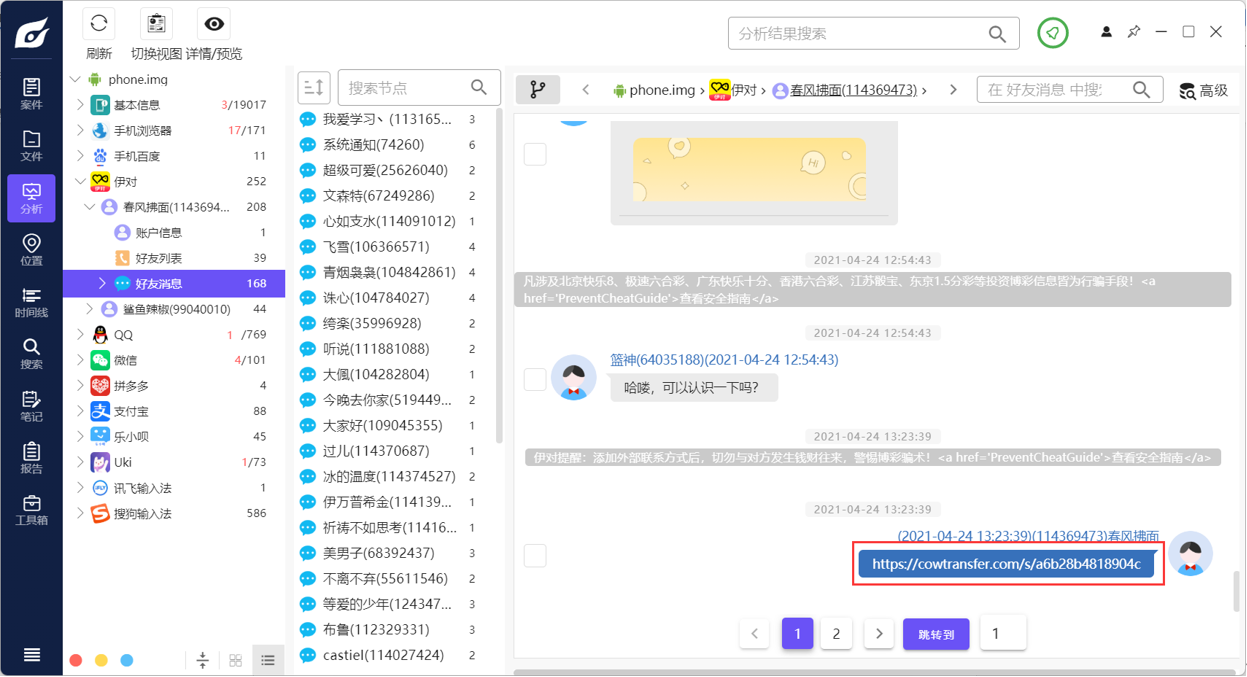 刷新 切换视图 详情/预览
分析结果搜索
案件
文件
分析
位置
时间线
搜索
笔记
报告
工具箱
phone.img
基本信息 3/19017
手机浏览器 17/171
手机百度 11
伊对 252
春风拂面(1143694... 208
账户信息 1
好友列表 39
好友消息 168
鲨鱼辣椒(99040010) 44
QQ 1 /769
微信 4/101
拼多多 4
支付宝 88
乐小呗 45
Uki 1/73
讯飞输入法 1
搜狗输入法 586
搜索节点
我爱学习丶(113165... 3
系统通知(74260) 6
超级可爱(25626040) 2
文森特(67249286) 2
心如支水(114091012) 1
飞雪(106366571) 4
青烟袅袅(104842861) 4
诛心(104784027) 4
绔楽(35996928) 2
听说(111881088) 2
大偑(104282804) 1
今晚去你家(519449... 2
大家好(109045355) 1
过儿(114370687) 1
冰的温度(114374527) 2
伊万普希金(114139... 1
祈祷不如思考(11416... 1
美男子(68392437) 3
不离不弃(55611546) 2
等爱的少年(124347... 3
布鲁(112329331) 3
castiel(114027424) 2
phone.img › 伊对 › 春风拂面(114369473) ›
在 好友消息 中搜
高级
Hi
2021-04-24 12:54:43
凡涉及北京快乐8、极速六合彩、广东快乐十分、香港六合彩、江苏骰宝、东京1.5分彩等投资博彩信息皆为行骗手段！<a
href='PreventCheatGuide'>查看安全指南</a>
2021-04-24 12:54:43
篮神(64035188)(2021-04-24 12:54:43)
哈喽，可以认识一下吗？
2021-04-24 13:23:39
伊对提醒：添加外部联系方式后，切勿与对方发生钱财往来，警惕博彩骗术！<a href='PreventCheatGuide'>查看安全指南</a>
2021-04-24 13:23:39
(2021-04-24 13:23:39)(114369473)春风拂面
https://cowtransfer.com/s/a6b28b4818904c
1 2 跳转到 1